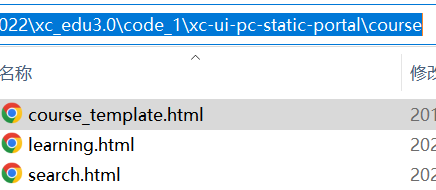 022\xc_edu3.0\code_1\xc-ui-pc-static-portal\course
名称
修改
course_template.html
201
learning.html
202
search.html
202